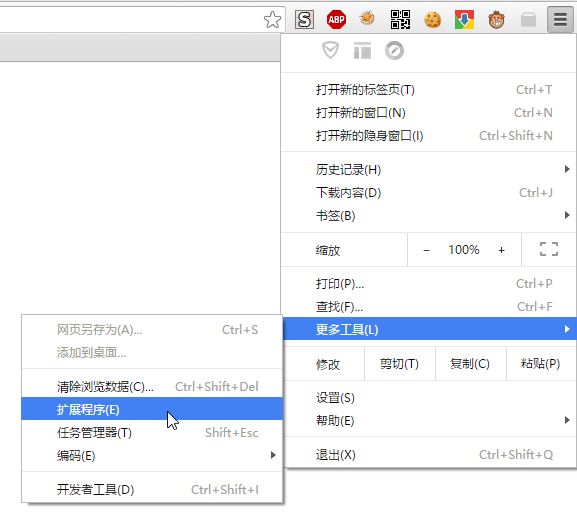 S ABP
打开新的标签页(T) Ctrl+T
打开新的窗口(N) Ctrl+N
打开新的隐身窗口(I) Ctrl+Shift+N
历史记录(H)
下载内容(D) Ctrl+J
书签(B)
缩放 − 100% +
打印(P)... Ctrl+P
查找(F)... Ctrl+F
更多工具(L)
修改 剪切(T) 复制(C) 粘贴(P)
设置(S)
帮助(E)
退出(X) Ctrl+Shift+Q
网页另存为(A)... Ctrl+S
添加到桌面...
清除浏览数据(C)... Ctrl+Shift+Del
扩展程序(E)
任务管理器(T) Shift+Esc
编码(E)
开发者工具(D) Ctrl+Shift+I